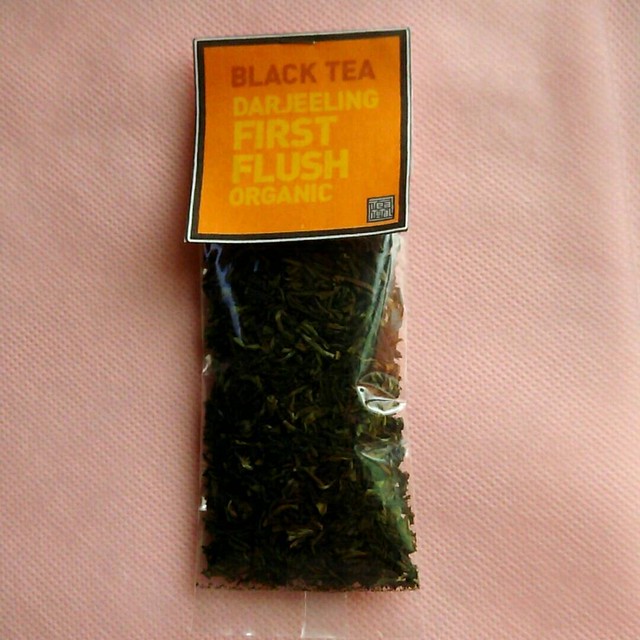 BLACK TEA
DARJEELING
FIRST
FLUSH
ORGANIC